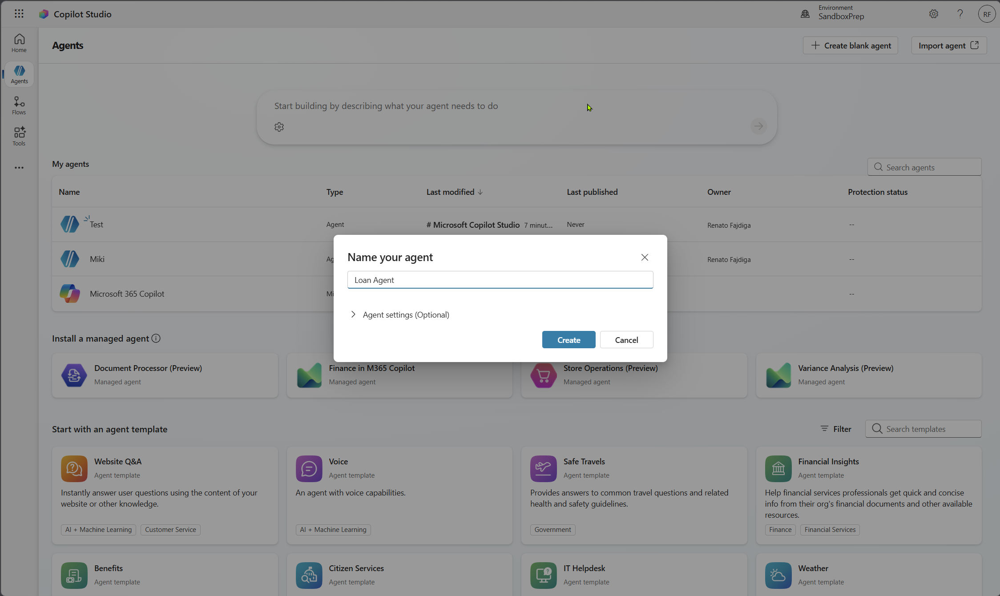 Copilot Studio
Environment
SandboxPrep
RF
Home
Agents
Flows
Tools
Agents
Create blank agent
Import agent
Start building by describing what your agent needs to do
My agents
Search agents
Name Type Last modified Last published Owner Protection status
Test Agent # Microsoft Copilot Studio 7 minut... Never Renato Fajdiga --
Miki Ag Renato Fajdiga --
Microsoft 365 Copilot Mi --
Name your agent
Loan Agent
Agent settings (Optional)
Create
Cancel
Install a managed agent
Document Processor (Preview)
Managed agent
Finance in M365 Copilot
Managed agent
Store Operations (Preview)
Managed agent
Variance Analysis (Preview)
Managed agent
Start with an agent template
Filter
Search templates
Website Q&A
Agent template
Instantly answer user questions using the content of your
website or other knowledge.
AI + Machine Learning
Customer Service
Voice
Agent template
An agent with voice capabilities.
AI + Machine Learning
Safe Travels
Agent template
Provides answers to common travel questions and related
health and safety guidelines.
Government
Financial Insights
Agent template
Help financial services professionals get quick and concise
info from their org's financial documents and other available
resources.
Finance
Financial Services
Benefits
Agent template
Citizen Services
Agent template
IT Helpdesk
Agent template
Weather
Agent template